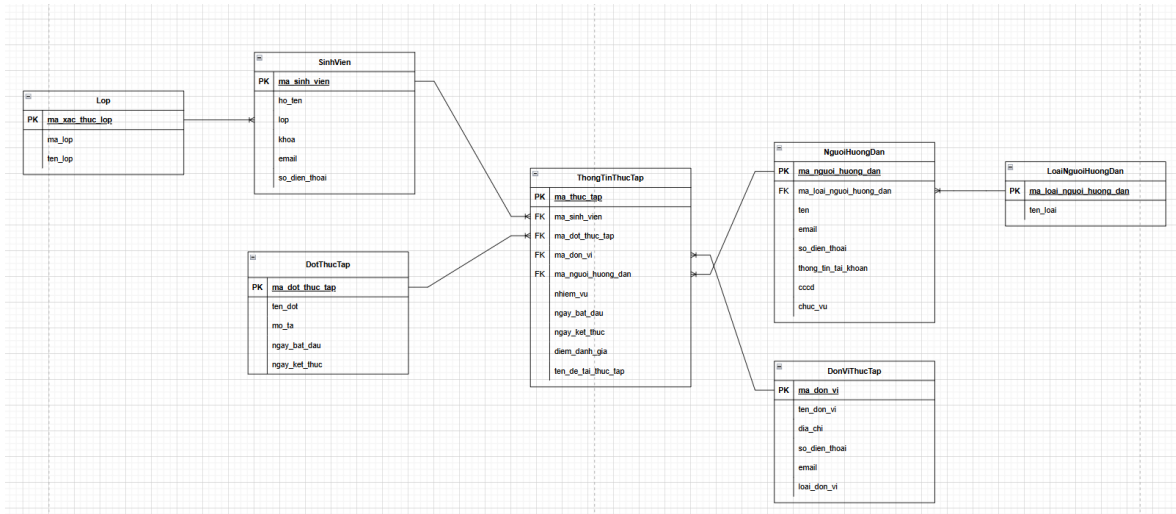 Lop
PK ma_xac_thuc_lop
ma_lop
ten_lop
SinhVien
PK ma_sinh_vien
ho_ten
lop
khoa
email
so_dien_thoai
DotThucTap
PK ma_dot_thuc_tap
ten_dot
mo_ta
ngay_bat_dau
ngay_ket_thuc
ThongTinThucTap
PK ma_thuc_tap
FK ma_sinh_vien
FK ma_dot_thuc_tap
FK ma_don_vi
FK ma_nguoi_huong_dan
nhiem_vu
ngay_bat_dau
ngay_ket_thuc
diem_danh_gia
ten_de_tai_thuc_tap
NguoiHuongDan
PK ma_nguoi_huong_dan
FK ma_loai_nguoi_huong_dan
ten
email
so_dien_thoai
thong_tin_tai_khoan
cccd
chuc_vu
LoaiNguoiHuongDan
PK ma_loai_nguoi_huong_dan
ten_loai
DonViThucTap
PK ma_don_vi
ten_don_vi
dia_chi
so_dien_thoai
email
loai_don_vi